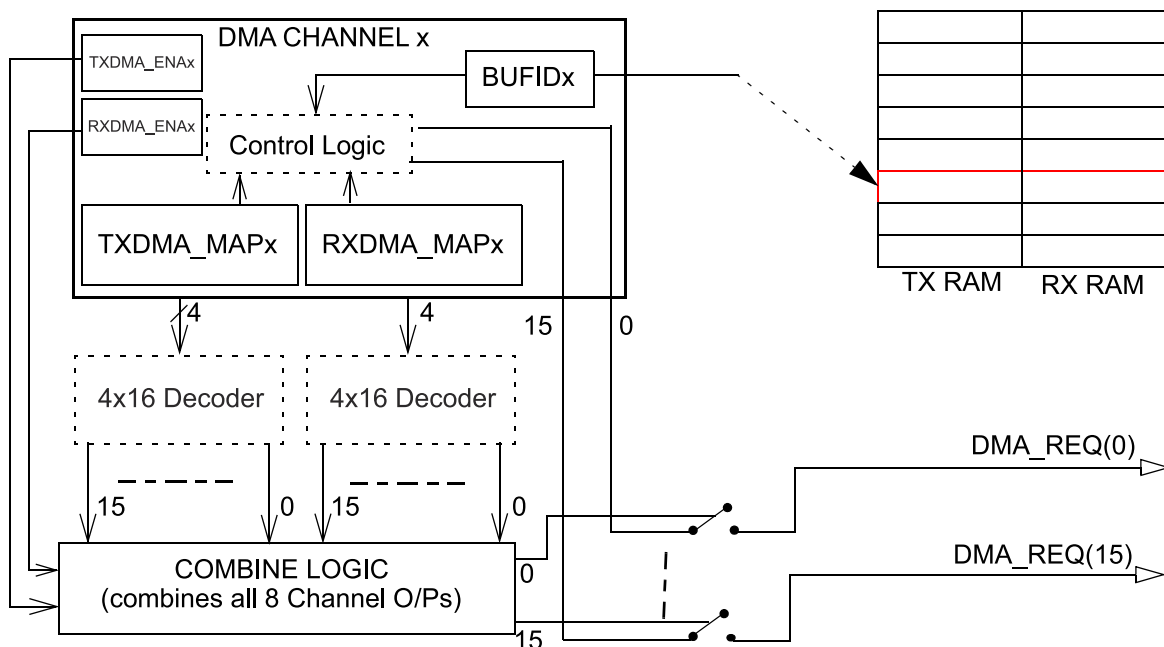 DMA CHANNEL x
TXDMA_ENAx
BUFIDx
RXDMA_ENAx
Control Logic
TXDMA_MAPx
RXDMA_MAPx
TX RAM
RX RAM
4
4
15
0
4x16 Decoder
4x16 Decoder
DMA_REQ(0)
15
0
15
0
COMBINE LOGIC
(combines all 8 Channel O/Ps)
0
DMA_REQ(15)
15